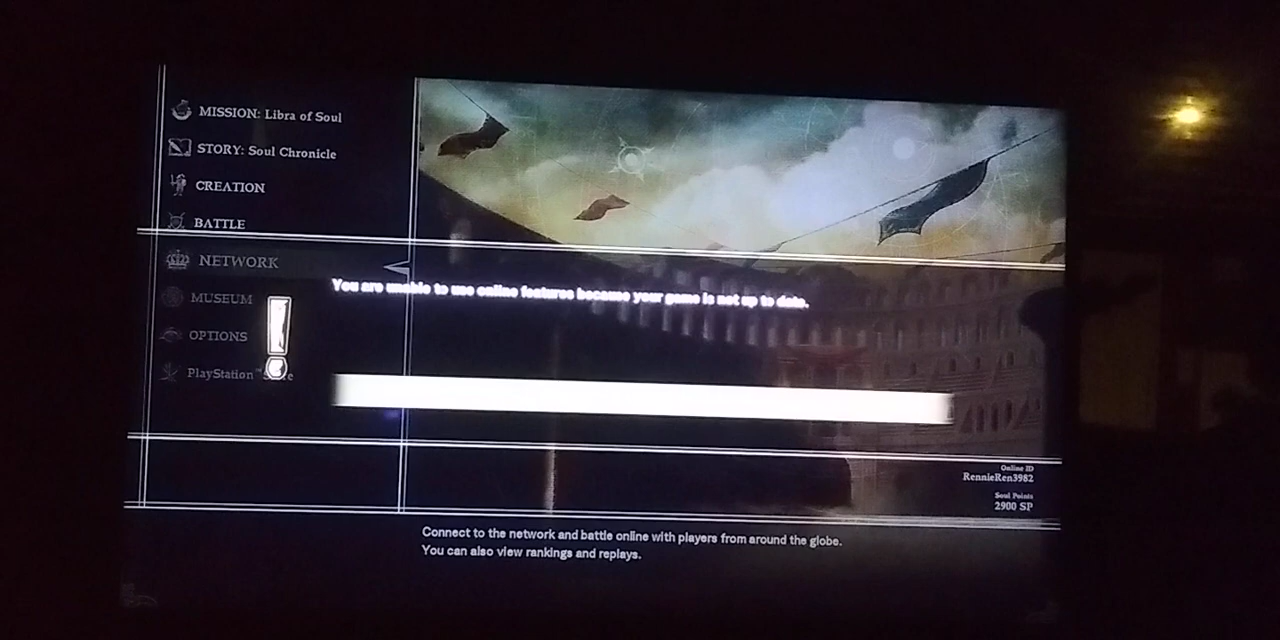 MISSION: Libra of Soul
STORY: Soul Chronicle
CREATION
BATTLE
NETWORK
You are unable to use online features because your game is not up to date.
MUSEUM
OPTIONS
PlayStation™
Online ID
RennieRen3982
Soul Points
2900 SP
Connect to the network and battle online with players from around the globe.
You can also view rankings and replays.